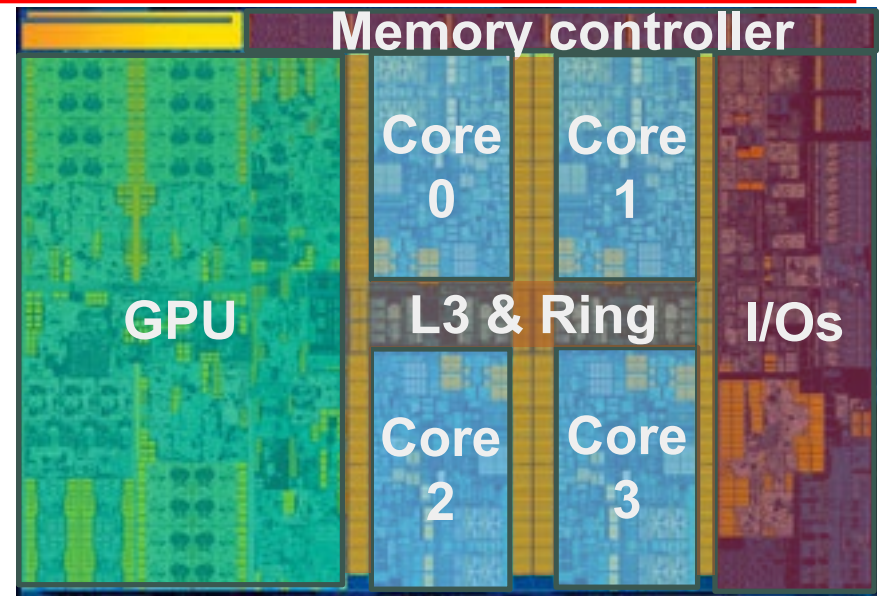 Memory controller
Core
0
Core
1
GPU
L3 & Ring
I/Os
Core
2
Core
3